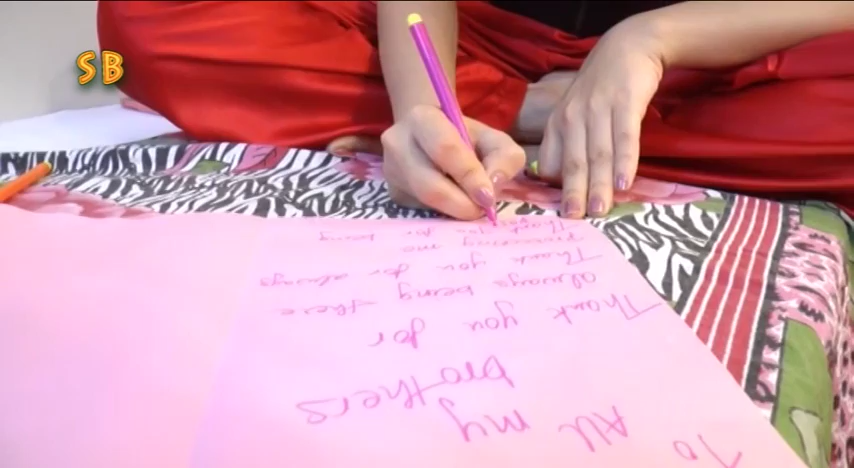 SB
To All my
brothers
Thank you for
always being there
Thank you for always
me
Thank you for being